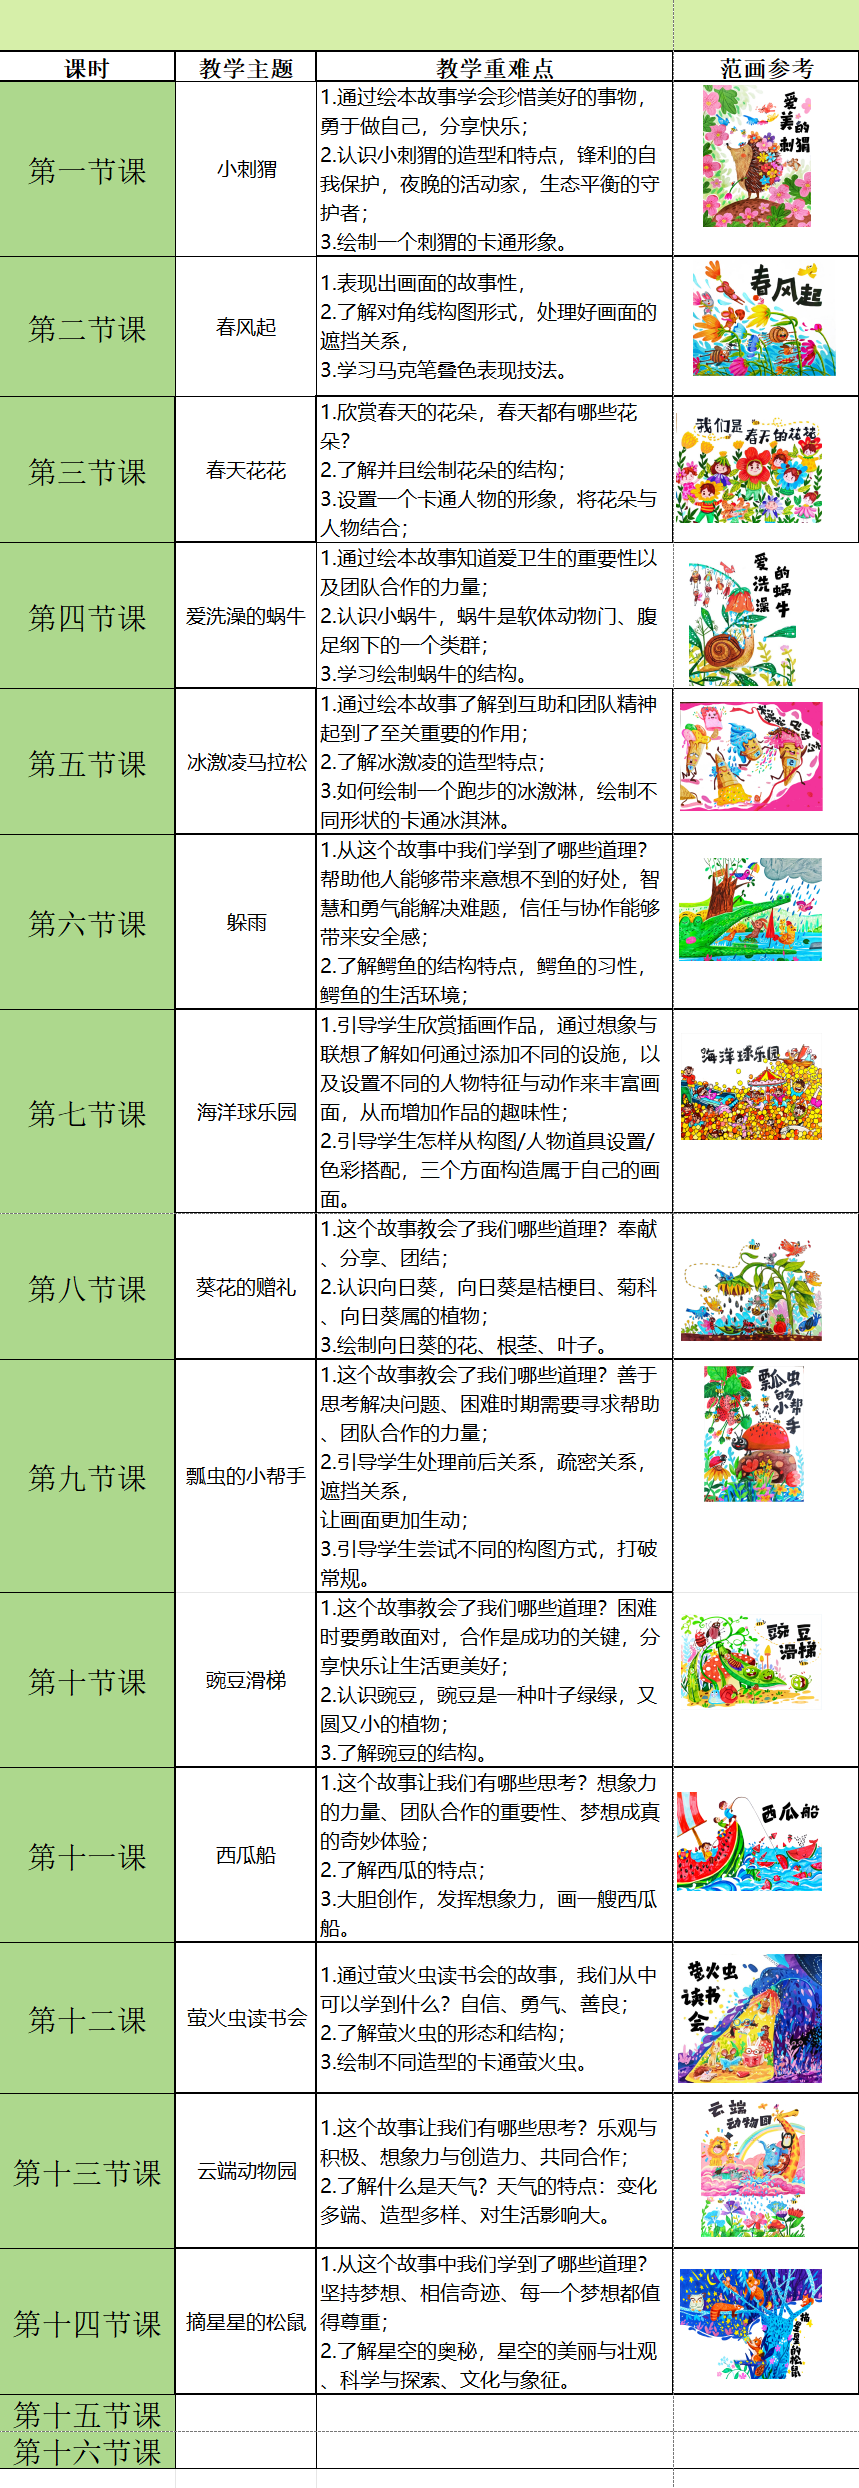 课时 教学主题 教学重难点 范画参考
第一节课
小刺猬
1.通过绘本故事学会珍惜美好的事物，
勇于做自己，分享快乐；
2.认识小刺猬的造型和特点，锋利的自
我保护，夜晚的活动家，生态平衡的守
护者；
3.绘制一个刺猬的卡通形象。
爱美的刺猬
第二节课
春风起
1.表现出画面的故事性，
2.了解对角线构图形式，处理好画面的
遮挡关系，
3.学习马克笔叠色表现技法。
春风起
第三节课
春天花花
1.欣赏春天的花朵，春天都有哪些花
朵？
2.了解并且绘制花朵的结构；
3.设置一个卡通人物的形象，将花朵与
人物结合；
我们是
春天的花花
第四节课
爱洗澡的蜗牛
1.通过绘本故事知道爱卫生的重要性以
及团队合作的力量；
2.认识小蜗牛，蜗牛是软体动物门、腹
足纲下的一个类群；
3.学习绘制蜗牛的结构。
爱洗澡
的蜗牛
第五节课
冰激凌马拉松
1.通过绘本故事了解到互助和团队精神
起到了至关重要的作用；
2.了解冰激凌的造型特点；
3.如何绘制一个跑步的冰激淋，绘制不
同形状的卡通冰淇淋。
第六节课
躲雨
1.从这个故事中我们学到了哪些道理？
帮助他人能够带来意想不到的好处，智
慧和勇气能解决难题，信任与协作能够
带来安全感；
2.了解鳄鱼的结构特点，鳄鱼的习性，
鳄鱼的生活环境；
第七节课
海洋球乐园
1.引导学生欣赏插画作品，通过想象与
联想了解如何通过添加不同的设施，以
及设置不同的人物特征与动作来丰富画
面，从而增加作品的趣味性；
2.引导学生怎样从构图/人物道具设置/
色彩搭配，三个方面构造属于自己的画
面。
海洋球乐园
第八节课
葵花的赠礼
1.这个故事教会了我们哪些道理？奉献
、分享、团结；
2.认识向日葵，向日葵是桔梗目、菊科
、向日葵属的植物；
3.绘制向日葵的花、根茎、叶子。
第九节课
瓢虫的小帮手
1.这个故事教会了我们哪些道理？善于
思考解决问题、困难时期需要寻求帮助
、团队合作的力量；
2.引导学生处理前后关系，疏密关系，
遮挡关系，
让画面更加生动；
3.引导学生尝试不同的构图方式，打破
常规。
瓢虫
的
小帮
手
第十节课
豌豆滑梯
1.这个故事教会了我们哪些道理？困难
时要勇敢面对，合作是成功的关键，分
享快乐让生活更美好；
2.认识豌豆，豌豆是一种叶子绿绿，又
圆又小的植物；
3.了解豌豆的结构。
豌豆
滑梯
第十一课
西瓜船
1.这个故事让我们有哪些思考？想象力
的力量、团队合作的重要性、梦想成真
的奇妙体验；
2.了解西瓜的特点；
3.大胆创作，发挥想象力，画一艘西瓜
船。
西瓜船
第十二课
萤火虫读书会
1.通过萤火虫读书会的故事，我们从中
可以学到什么？自信、勇气、善良；
2.了解萤火虫的形态和结构；
3.绘制不同造型的卡通萤火虫。
萤火虫
读书
会
第十三节课
云端动物园
1.这个故事让我们有哪些思考？乐观与
积极、想象力与创造力、共同合作；
2.了解什么是天气？天气的特点：变化
多端、造型多样、对生活影响大。
云端
动物园
第十四节课
摘星星的松鼠
1.从这个故事中我们学到了哪些道理？
坚持梦想、相信奇迹、每一个梦想都值
得尊重；
2.了解星空的奥秘，星空的美丽与壮观
、科学与探索、文化与象征。
摘星星的松鼠
第十五节课
第十六节课